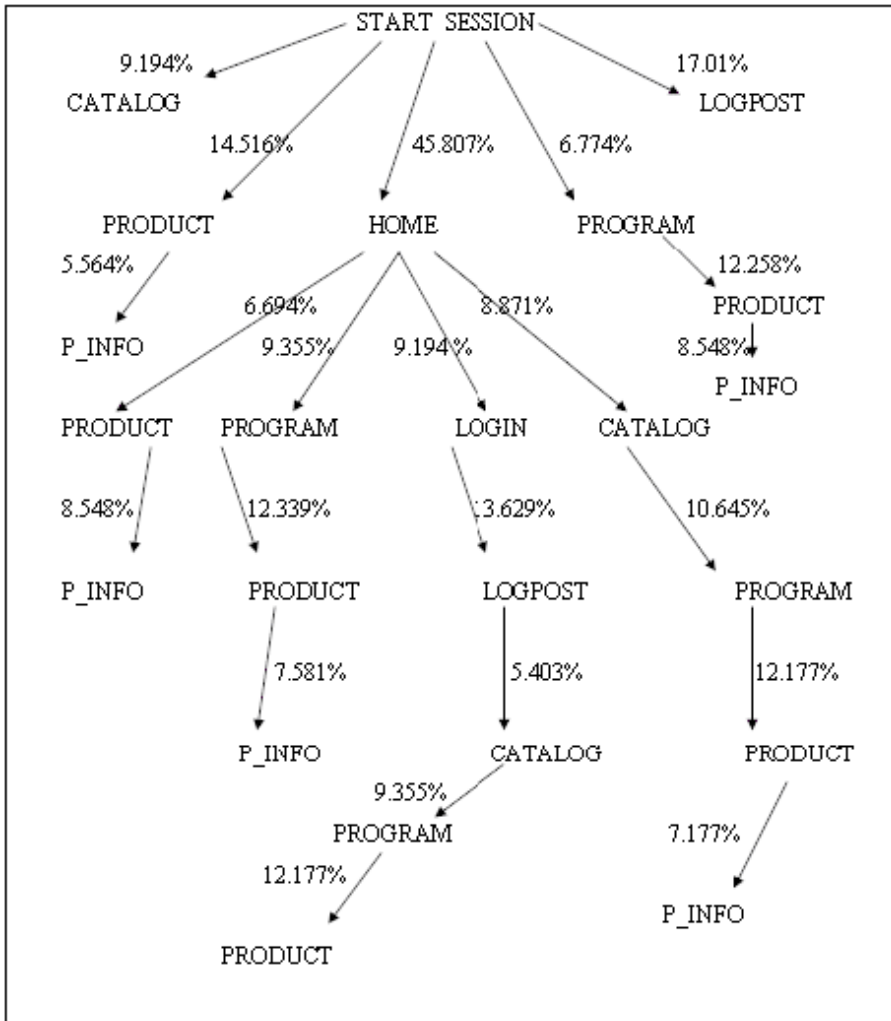 START SESSION
9.194% 17.01%
CATALOG LOGPOST
14.516% 45.807% 6.774%
PRODUCT HOME PROGRAM
5.564% 12.258%
6.694% 8.871% PRODUCT
P_INFO 9.355% 9.194% 8.548%
P_INFO
PRODUCT PROGRAM LOGIN CATALOG
8.548% 12.339% 13.629% 10.645%
P_INFO PRODUCT LOGPOST PROGRAM
7.581% 5.403% 12.177%
P_INFO CATALOG PRODUCT
9.355%
PROGRAM 7.177%
12.177%
P_INFO
PRODUCT